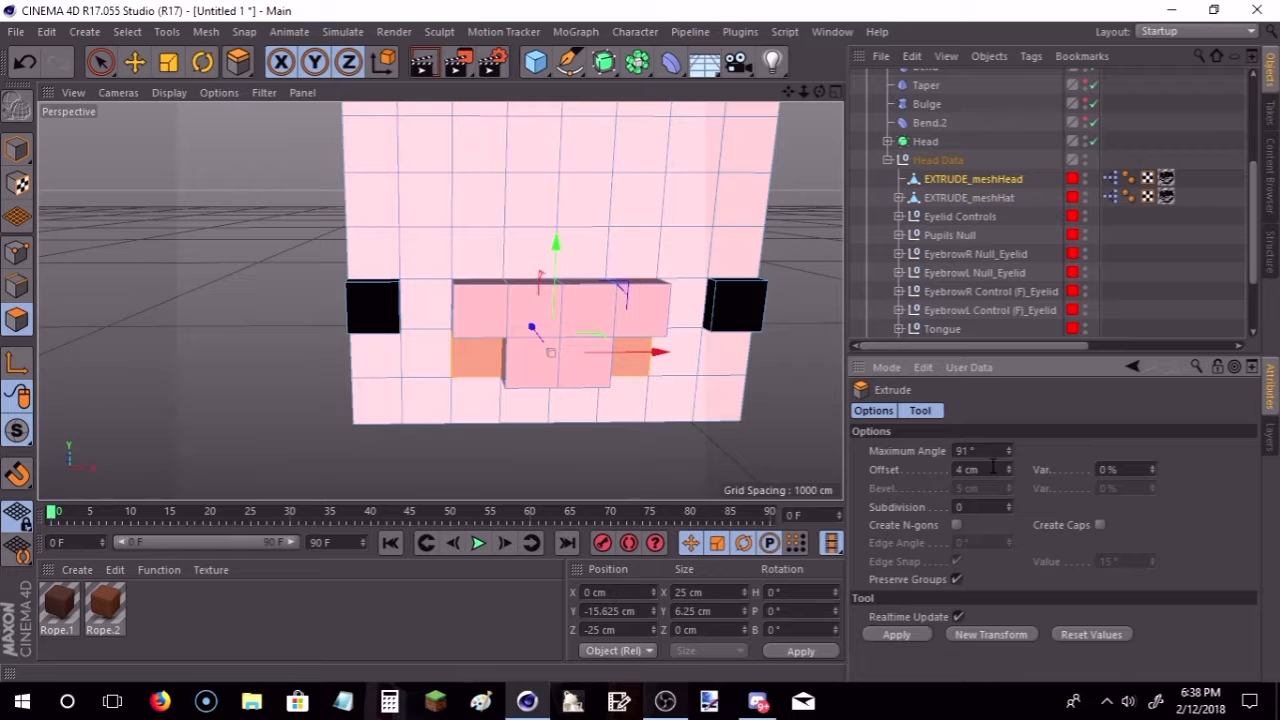 CINEMA 4D R17.055 Studio (R17) - [Untitled 1 *] - Main
File Edit Create Select Tools Mesh Snap Animate Simulate Render Sculpt Motion Tracker MoGraph Character Pipeline Plugins Script Window Help Layout: Startup
X Y Z
File Edit View Objects Tags Bookmarks
View Cameras Display Options Filter Panel
Perspective
Taper
Bulge
Bend.2
Head
Head Data
EXTRUDE_meshHead
EXTRUDE_meshHat
Eyelid Controls
Pupils Null
EyebrowR Null_Eyelid
EyebrowL Null_Eyelid
EyebrowR Control (F)_Eyelid
EyebrowL Control (F)_Eyelid
Tongue
Objects
Takes
Content Browser
Structure
Mode Edit User Data
Extrude
Options Tool
Options
Maximum Angle 91 °
Offset 4 cm Var. 0 %
Bevel 5 cm Var. 0 %
Subdivision 0
Create N-gons Create Caps
Edge Angle 0 °
Edge Snap Value 15 °
Preserve Groups
Tool
Realtime Update
Apply New Transform Reset Values
Attributes
Layers
Y
X
Grid Spacing : 1000 cm
0 5 10 15 20 25 30 35 40 45 50 55 60 65 70 75 80 85 90 0 F
0 F 0 F 90 F 90 F
Create Edit Function Texture
Rope.1 Rope.2
Position Size Rotation
X 0 cm X 25 cm H 0 °
Y -15.625 cm Y 6.25 cm P 0 °
Z -25 cm Z 0 cm B 0 °
Object (Rel) Size Apply
MAXON CINEMA 4D
6:38 PM
2/12/2018